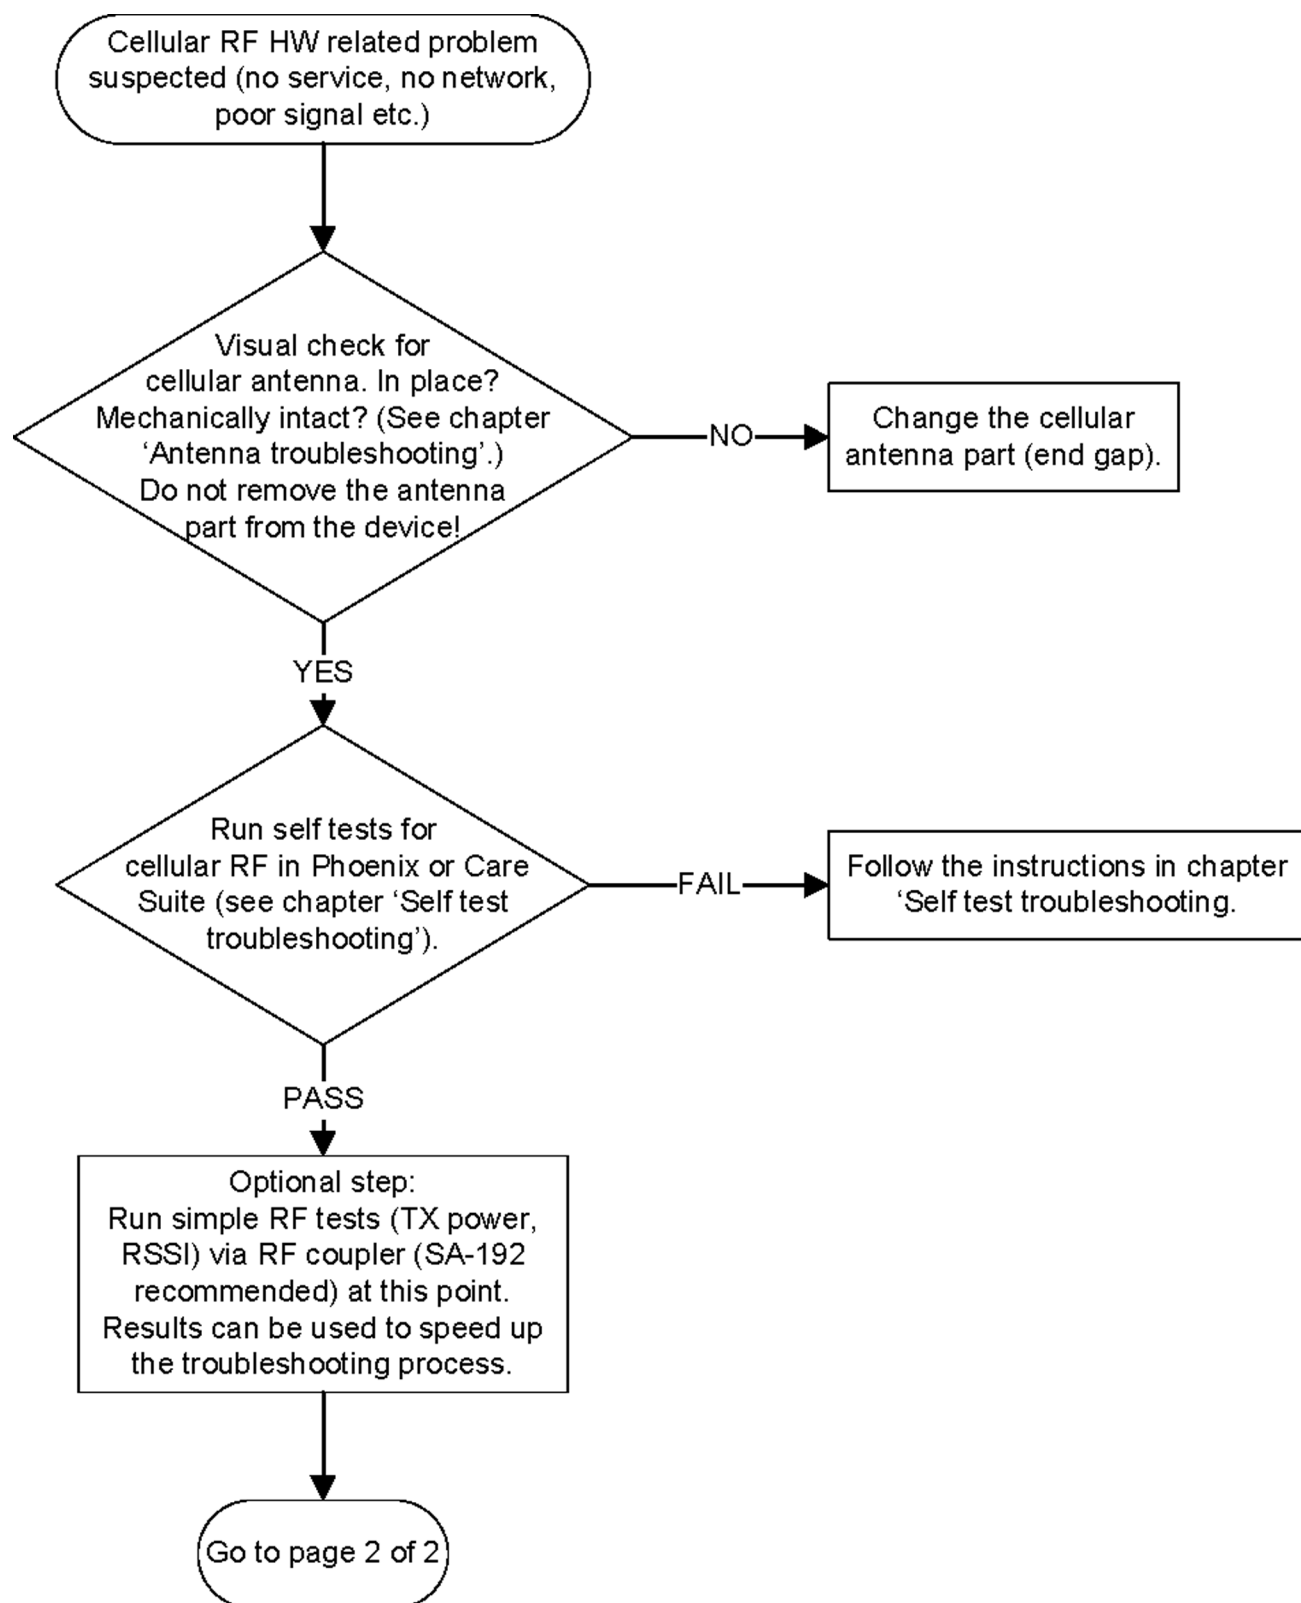 Cellular RF HW related problem
suspected (no service, no network,
poor signal etc.)
Visual check for
cellular antenna. In place?
Mechanically intact? (See chapter
‘Antenna troubleshooting’.)
Do not remove the antenna
part from the device!
NO
Change the cellular
antenna part (end gap).
YES
Run self tests for
cellular RF in Phoenix or Care
Suite (see chapter ‘Self test
troubleshooting’).
FAIL
Follow the instructions in chapter
‘Self test troubleshooting.
PASS
Optional step:
Run simple RF tests (TX power,
RSSI) via RF coupler (SA-192
recommended) at this point.
Results can be used to speed up
the troubleshooting process.
Go to page 2 of 2